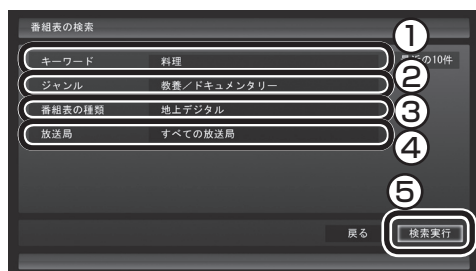 番組表の検索
①
キーワード 料理
の10件
②
ジャンル 教養／ドキュメンタリー
③
番組表の種類 地上デジタル
④
放送局 すべての放送局
⑤
戻る 検索実行